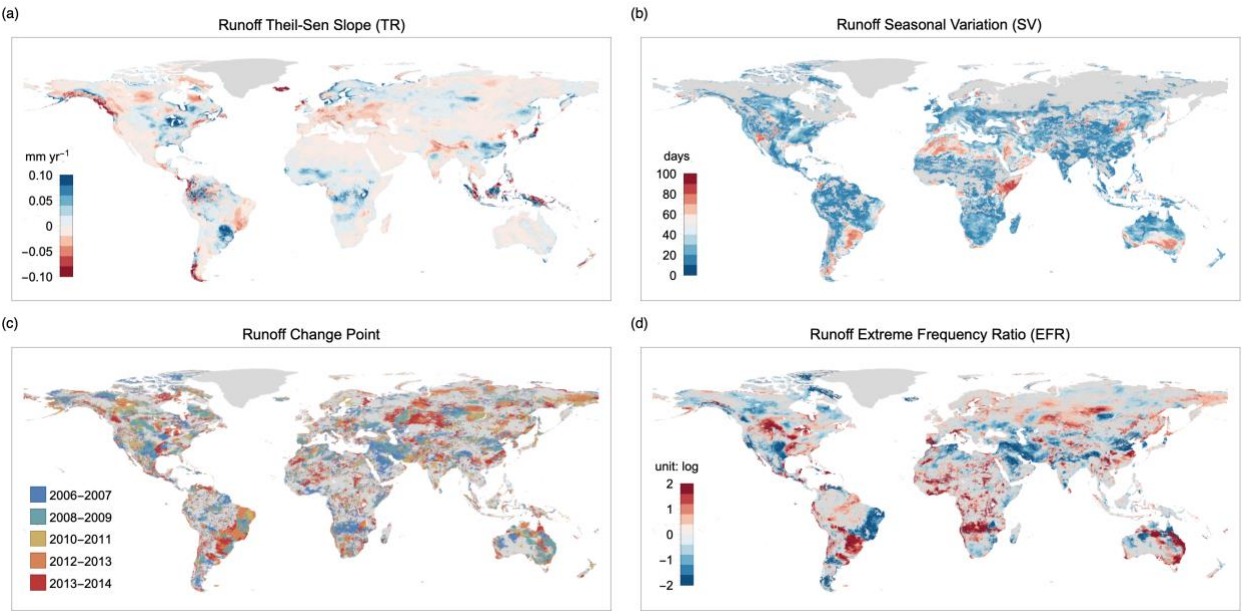 (a)
Runoff Theil-Sen Slope (TR)
mm yr⁻¹
0.10
0.05
0
−0.05
−0.10
(b)
Runoff Seasonal Variation (SV)
days
100
80
60
40
20
0
(c)
Runoff Change Point
2006−2007
2008−2009
2010−2011
2012−2013
2013−2014
(d)
Runoff Extreme Frequency Ratio (EFR)
unit: log
2
1
0
−1
−2